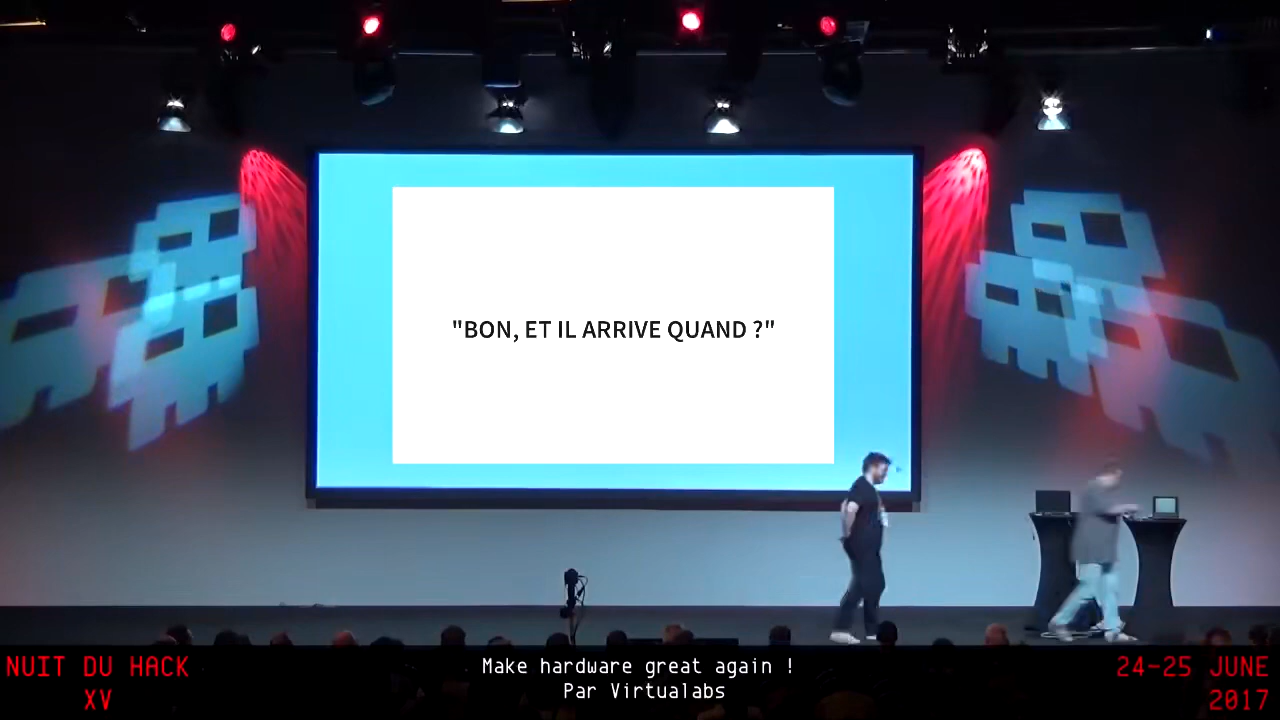 "BON, ET IL ARRIVE QUAND ?"
NUIT DU HACK
XV
Make hardware great again !
Par Virtualabs
24-25 JUNE
2017